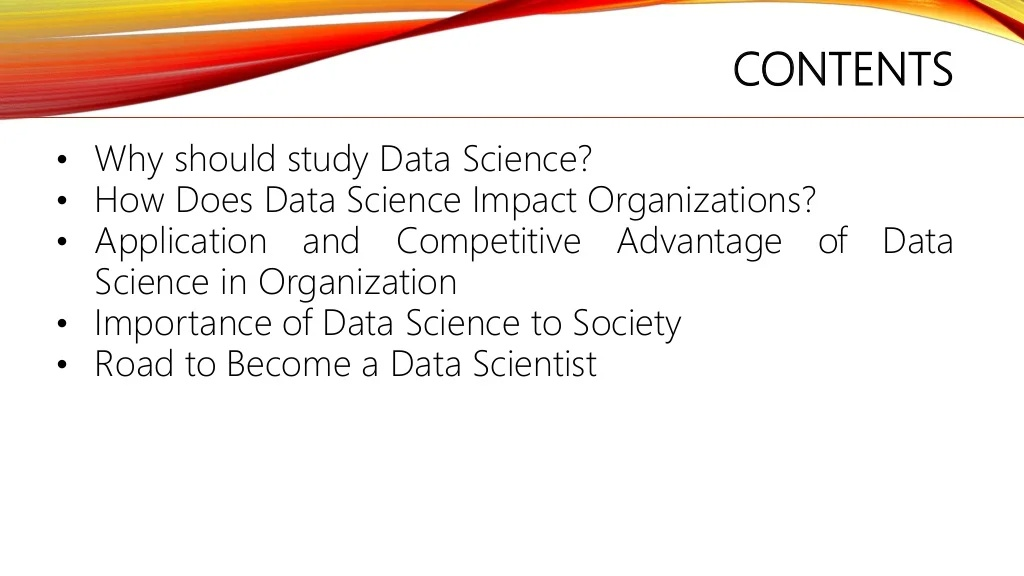 CONTENTS
• Why should study Data Science?
• How Does Data Science Impact Organizations?
• Application and Competitive Advantage of Data
Science in Organization
• Importance of Data Science to Society
• Road to Become a Data Scientist